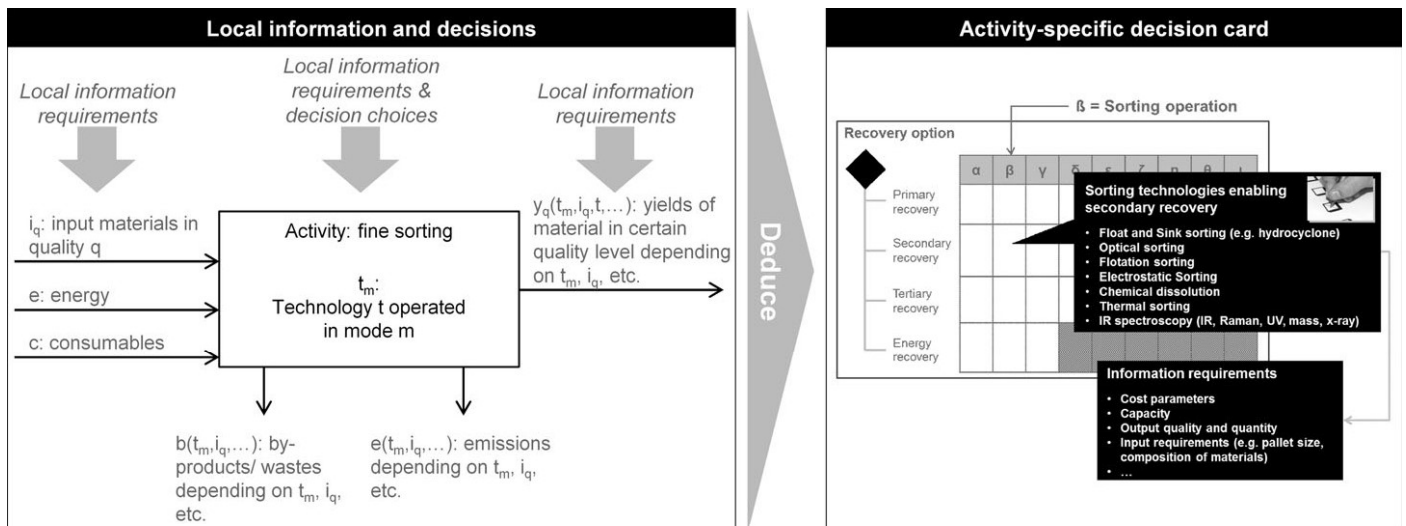 Local information and decisions
Local information
requirements
Local information
requirements &
decision choices
Local information
requirements
i_q: input materials in
quality q
e: energy
c: consumables
Activity: fine sorting
t_m:
Technology t operated
in mode m
y_q(t_m,i_q,t,…): yields of
material in certain
quality level depending
on t_m, i_q, etc.
b(t_m,i_q,…): by-
products/ wastes
depending on t_m, i_q,
etc.
e(t_m,i_q,…): emissions
depending on t_m, i_q,
etc.
Deduce
Activity-specific decision card
ß = Sorting operation
Recovery option
α β γ δ ε ζ η θ ι
Primary
recovery
Secondary
recovery
Tertiary
recovery
Energy
recovery
Sorting technologies enabling
secondary recovery
• Float and Sink sorting (e.g. hydrocyclone)
• Optical sorting
• Flotation sorting
• Electrostatic Sorting
• Chemical dissolution
• Thermal sorting
• IR spectroscopy (IR, Raman, UV, mass, x-ray)
Information requirements
• Cost parameters
• Capacity
• Output quality and quantity
• Input requirements (e.g. pallet size,
composition of materials)
• …